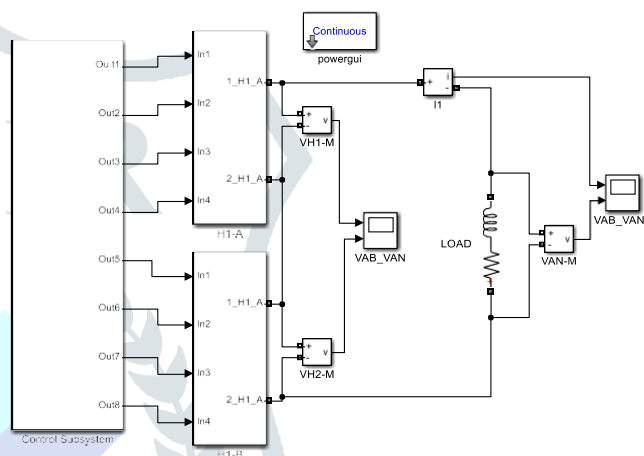 Continuous
powergui
Out1
Out2
Out3
Out4
Out5
Out6
Out7
Out8
Control Subsystem
In1
In2
In3
In4
1_H1_A
2_H1_A
H1-A
In1
In2
In3
In4
1_H1_A
2_H1_A
H1-B
+
-
v
VH1-M
+
-
v
VH2-M
VAB_VAN
+
i
-
I1
LOAD
+
+
-
v
VAN-M
VAB_VAN